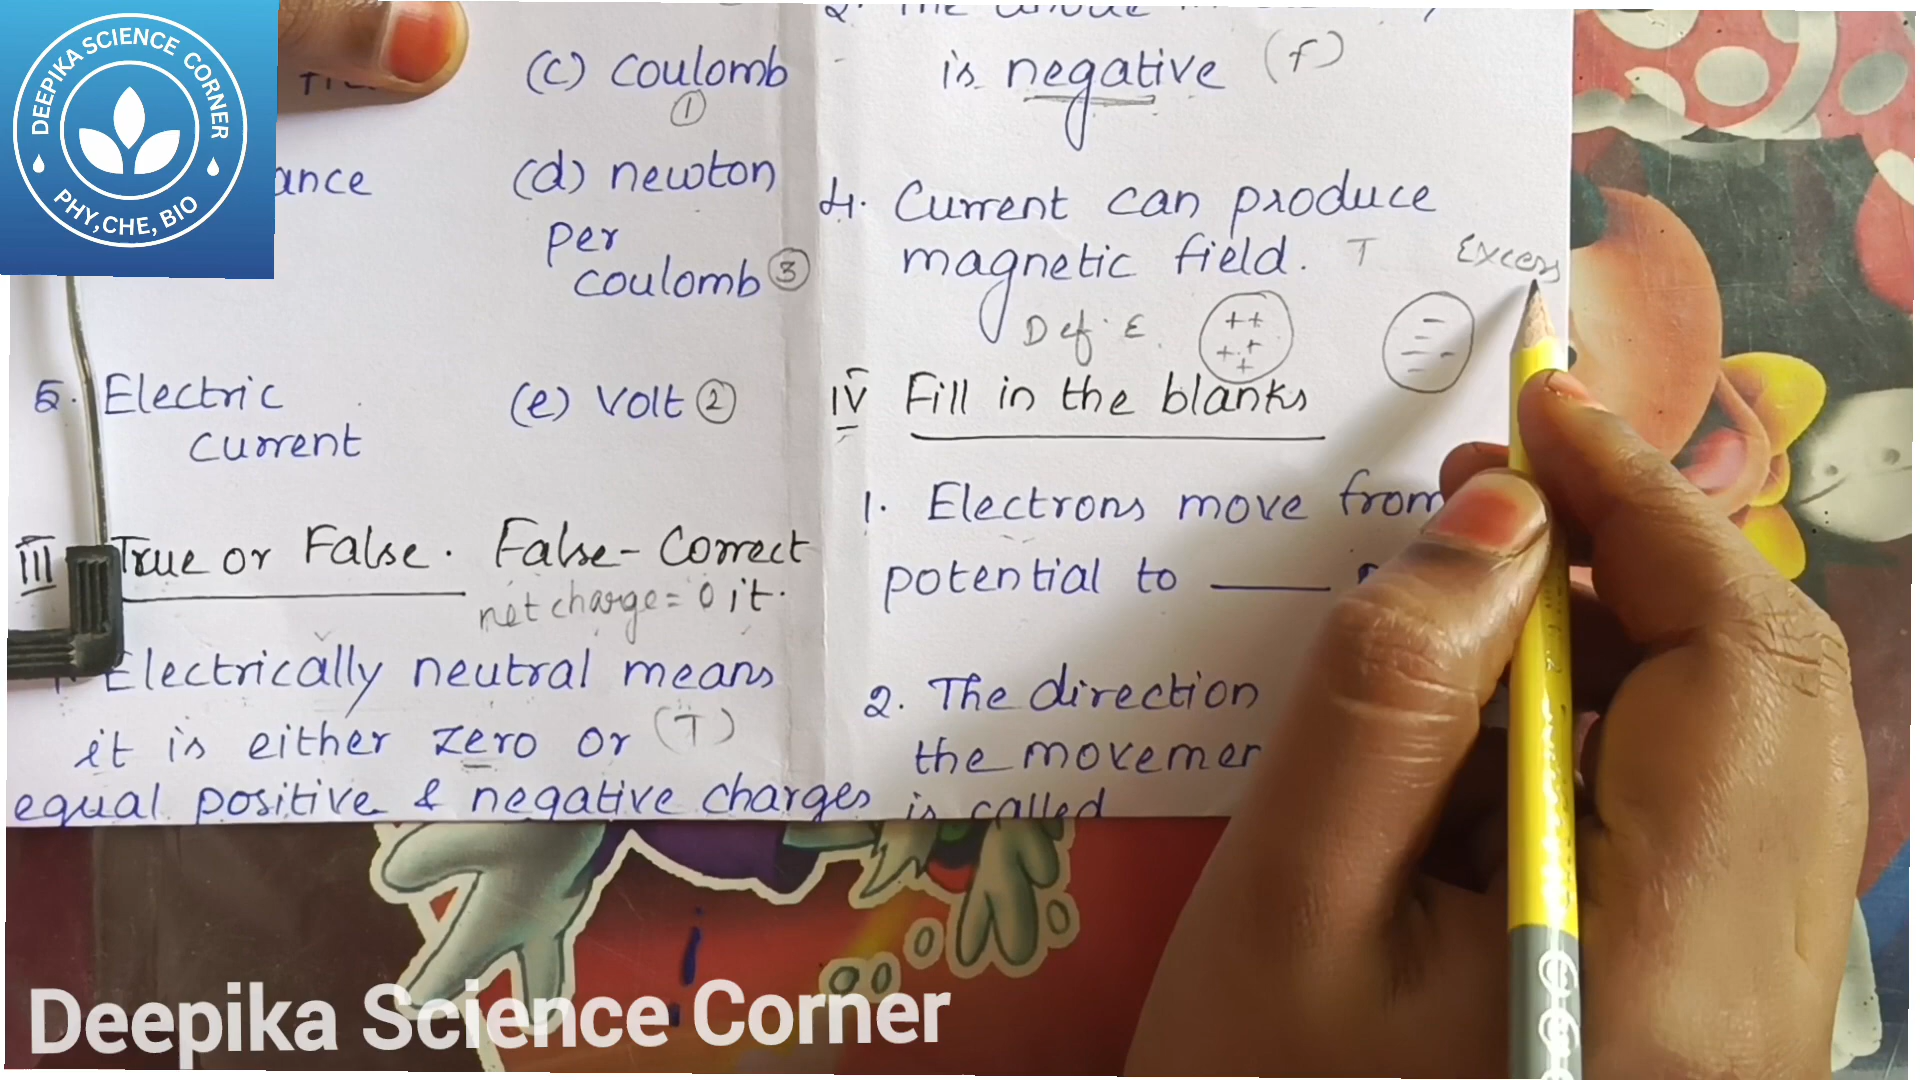 DEEPIKA SCIENCE CORNER
PHY,CHE, BIO
(c) coulomb
1
ance
(d) newton
per
coulomb 3
5. Electric
current
(e) volt 2
III True or False. False- Correct
net charge = 0 it.
Electrically neutral means
it is either zero or (T)
equal positive & negative charges
is negative (f)
4. Current can produce
magnetic field. T
Excess
Def. E.
++
++
+
IV Fill in the blanks
1. Electrons move from
potential to ____
2. The direction
the movemen
is called
Deepika Science Corner